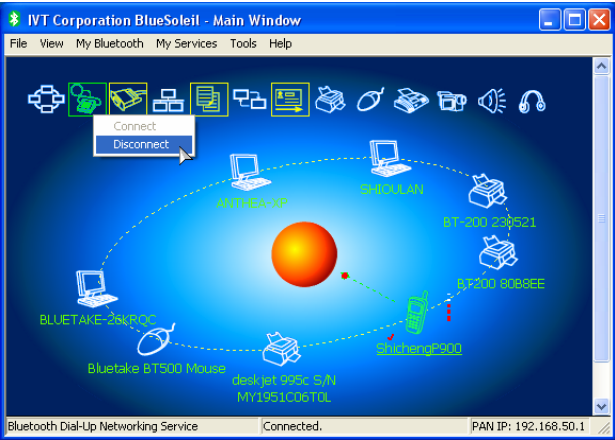 IVT Corporation BlueSoleil - Main Window
File View My Bluetooth My Services Tools Help
Connect
Disconnect
ANTHEA-XP
SHIOULAN
BT-200 230521
BT200 80B8EE
BLUETAKE-26KRQC
ShichengP900
Bluetake BT500 Mouse
deskjet 995c S/N
MY1951C06T0L
Bluetooth Dial-Up Networking Service Connected. PAN IP: 192.168.50.1